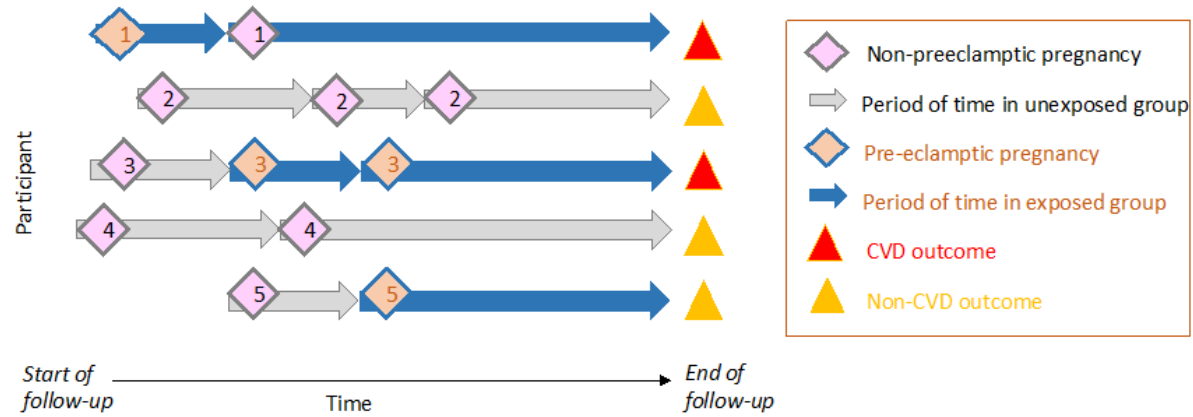 Participant
1 1
2 2 2
3 3 3
4 4
5 5
Start of
follow-up
Time
End of
follow-up
Non-preeclamptic pregnancy
Period of time in unexposed group
Pre-eclamptic pregnancy
Period of time in exposed group
CVD outcome
Non-CVD outcome